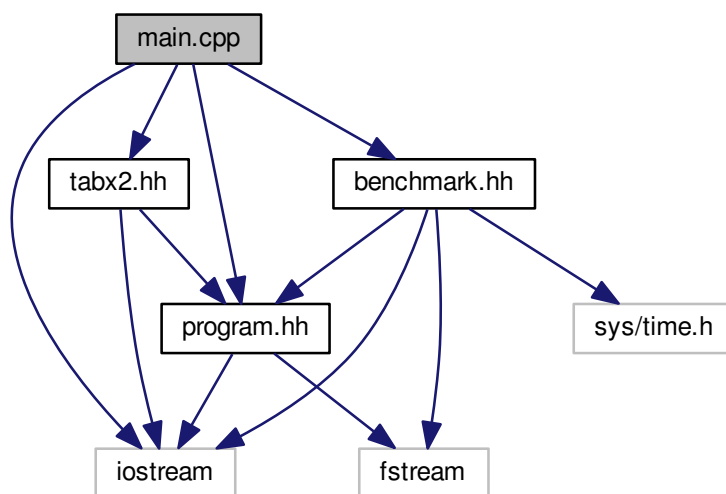 main.cpp
tabx2.hh
benchmark.hh
program.hh
sys/time.h
iostream
fstream